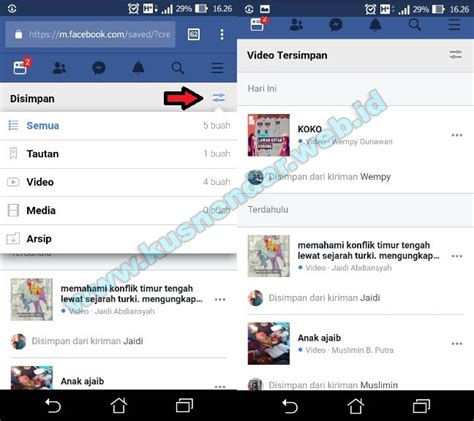 29% 16.26
https://m.facebook.com/saved/?cre
62
2
Disimpan
Semua 5 buah
Tautan 1 buah
Video 4 buah
Media 0 buah
Arsip
Terdahulu
memahami konflik timur tengah
lewat sejarah turki. mengungkap...
Video · Jaidi Abdiansyah
Disimpan dari kiriman Jaidi
Anak ajaib
29% 16.26
2
Video Tersimpan
Hari Ini
KOKO
Video · Wempy Gunawan
Disimpan dari kiriman Wempy
Terdahulu
memahami konflik timur tengah
lewat sejarah turki. mengungkap...
Video · Jaidi Abdiansyah
Disimpan dari kiriman Jaidi
Anak ajaib
Video · Muslimin B. Putra
Disimpan dari kiriman Muslimin
www.kusnendar.web.id